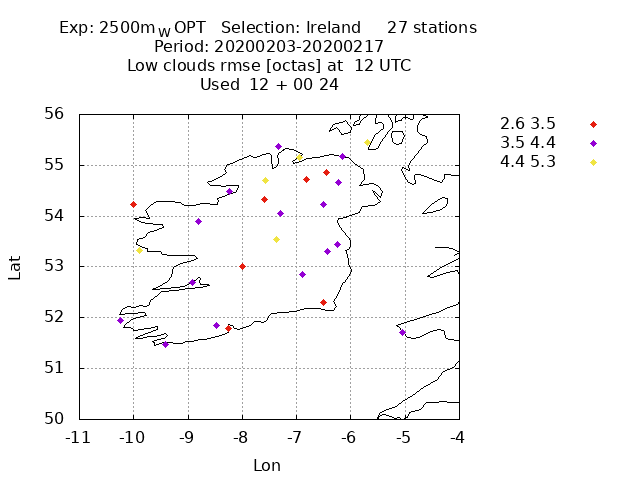 Exp: 2500m_W OPT   Selection: Ireland     27 stations
Period: 20200203-20200217
Low clouds rmse [octas] at  12 UTC
Used  12 + 00 24
2.6 3.5
3.5 4.4
4.4 5.3
56
55
54
53
52
51
50
Lat
-11 -10 -9 -8 -7 -6 -5 -4
Lon